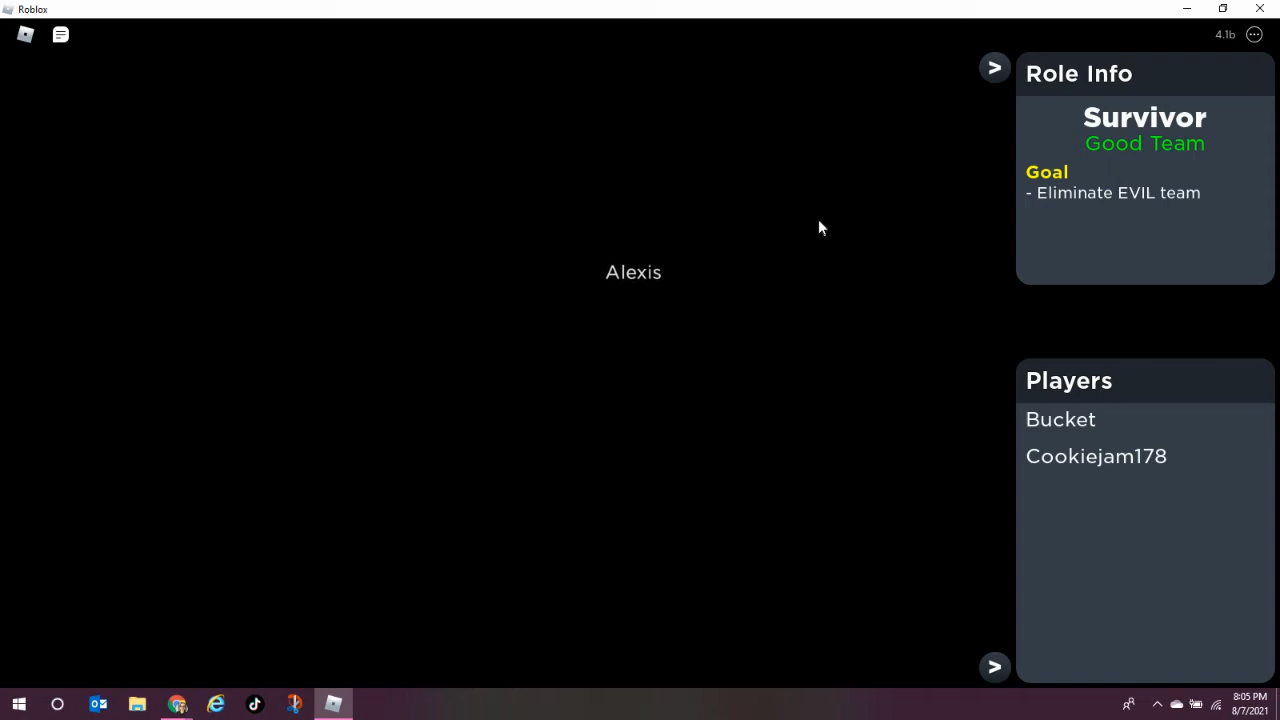 Roblox
4.1b
>
Role Info
Survivor
Good Team
Goal
- Eliminate EVIL team
Alexis
Players
Bucket
Cookiejam178
>
8:05 PM
8/7/2021